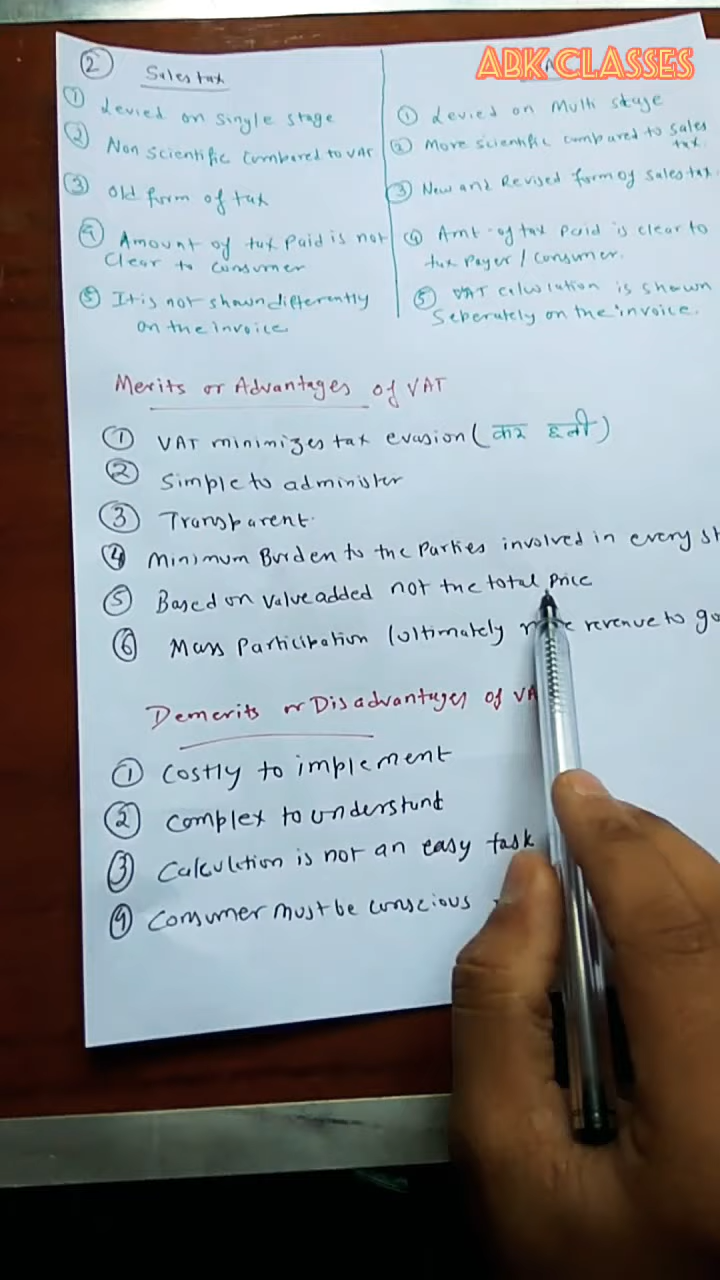 ABK CLASSES
② Sales tax
① Levied on single stage
② Non Scientific Compared to VAT
③ Old form of tax
④ Amount of tax Paid is not
Clear to Consumer
⑤ It is not shown differently
on the invoice.
① Levied on Multi stage
② More scientific compared to sales
tax.
③ New and Revised form of sales tax.
④ Amt. of tax paid is clear to
tax payer / consumer.
⑤ VAT calculation is shown
Seberately on the invoice.
Merits or Advantages of VAT
① VAT minimizes tax evasion (कर छली)
② Simple to administer
③ Transparent.
④ Minimum Burden to the Parties involved in every
⑤ Based on value added not the total Price
⑥ Mass Participation (Ultimately revenue to
Demerits or Disadvantages of
① Costly to implement
② Complex to understunt
③ Calculation is not an easy task
④ Consumer must be conscious